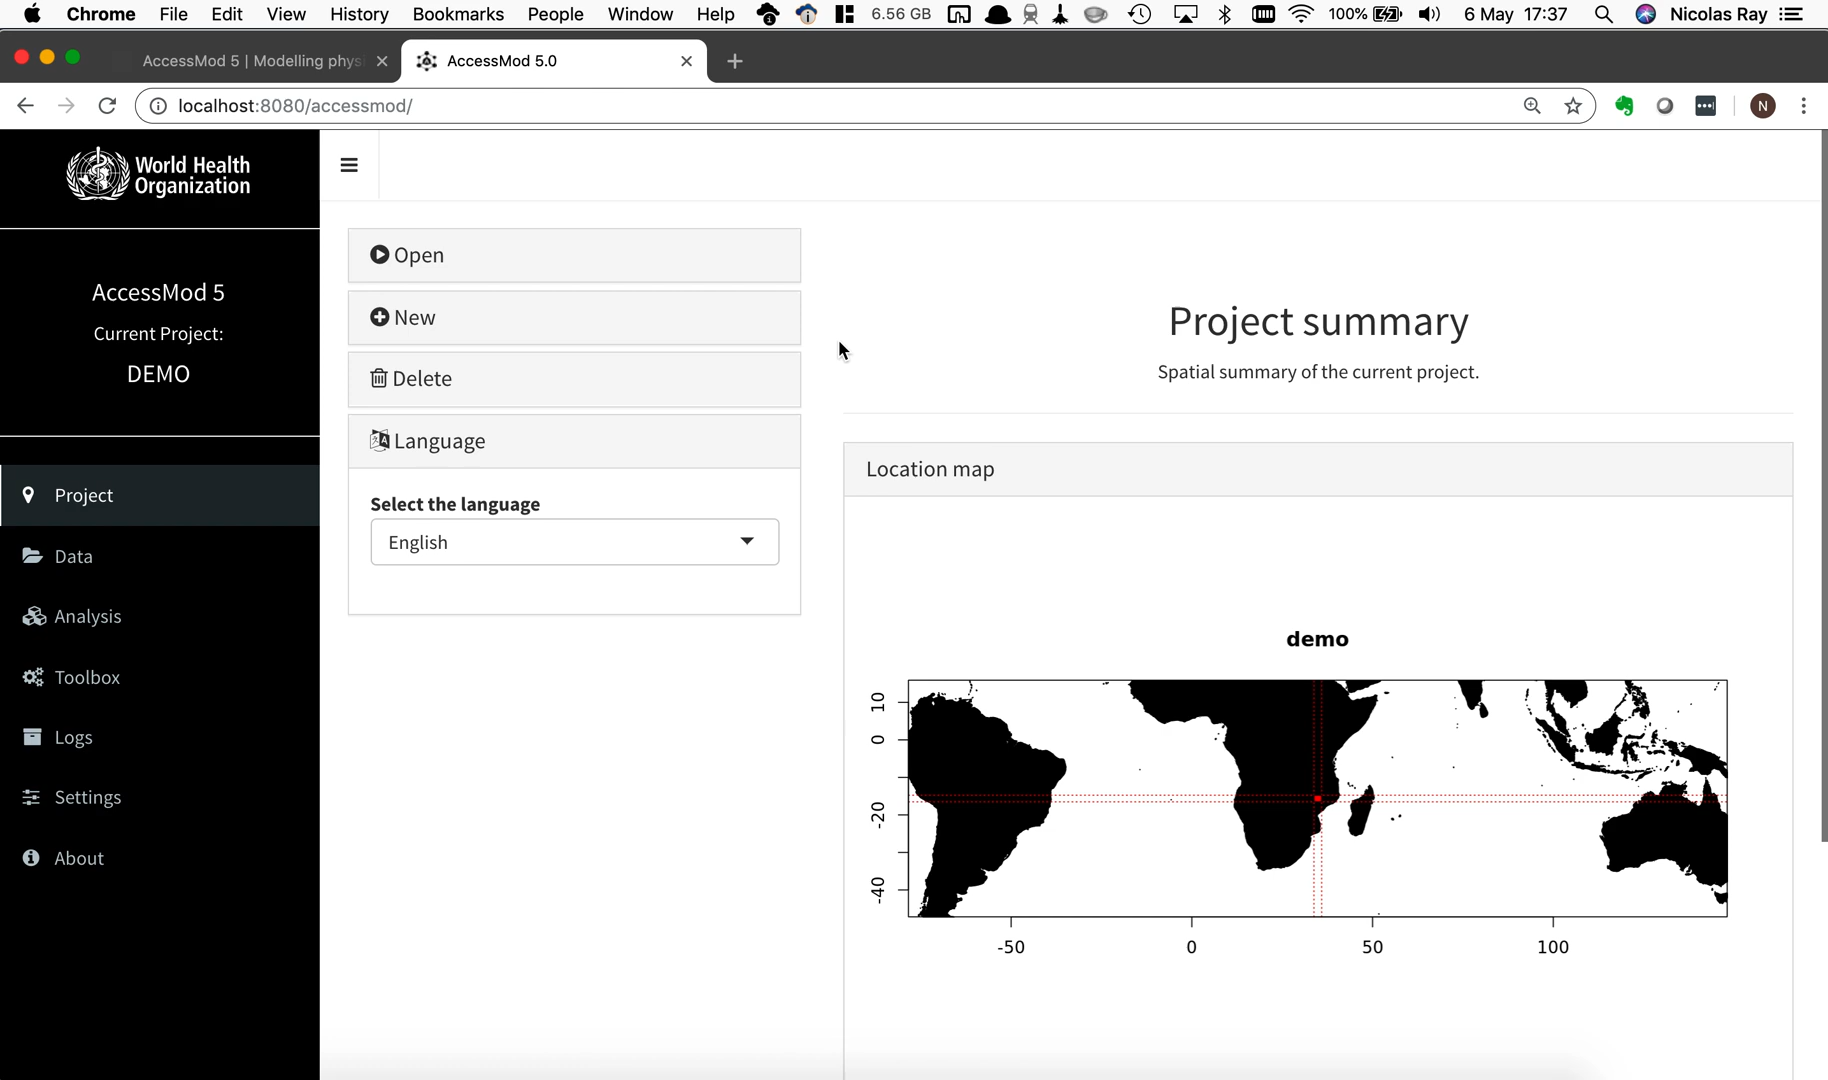 Chrome File Edit View History Bookmarks People Window Help 6.56 GB 100% 6 May 17:37 Nicolas Ray
AccessMod 5 | Modelling physi
AccessMod 5.0
localhost:8080/accessmod/
N
World Health
Organization
AccessMod 5
Current Project:
DEMO
Project
Data
Analysis
Toolbox
Logs
Settings
About
Open
New
Delete
Language
Select the language
English
Project summary
Spatial summary of the current project.
Location map
demo
10
0
-20
-40
-50 0 50 100